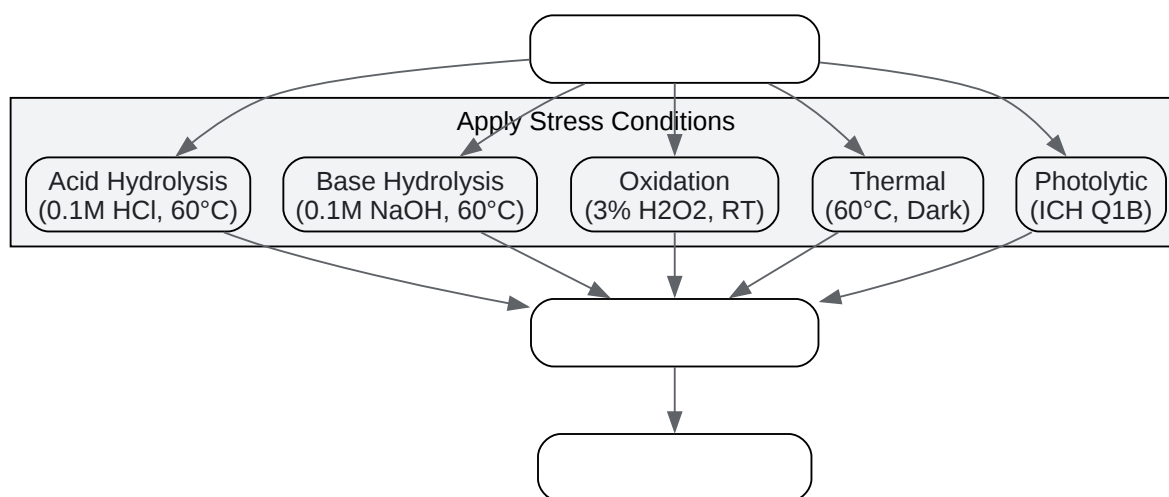 Apply Stress Conditions
Acid Hydrolysis
(0.1M HCl, 60°C)
Base Hydrolysis
(0.1M NaOH, 60°C)
Oxidation
(3% H2O2, RT)
Thermal
(60°C, Dark)
Photolytic
(ICH Q1B)